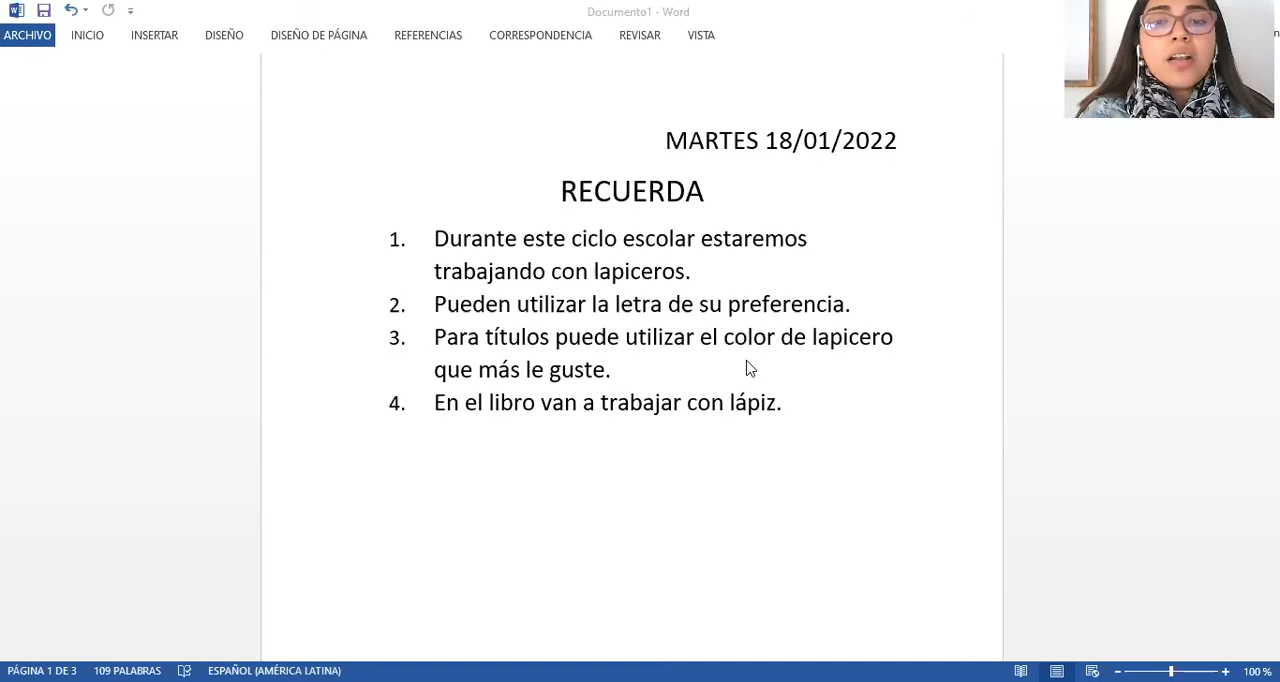 Documento1 - Word
ARCHIVO INICIO INSERTAR DISEÑO DISEÑO DE PÁGINA REFERENCIAS CORRESPONDENCIA REVISAR VISTA
MARTES 18/01/2022
RECUERDA
1. Durante este ciclo escolar estaremos
trabajando con lapiceros.
2. Pueden utilizar la letra de su preferencia.
3. Para títulos puede utilizar el color de lapicero
que más le guste.
4. En el libro van a trabajar con lápiz.
PÁGINA 1 DE 3 109 PALABRAS ESPAÑOL (AMÉRICA LATINA) 100 %